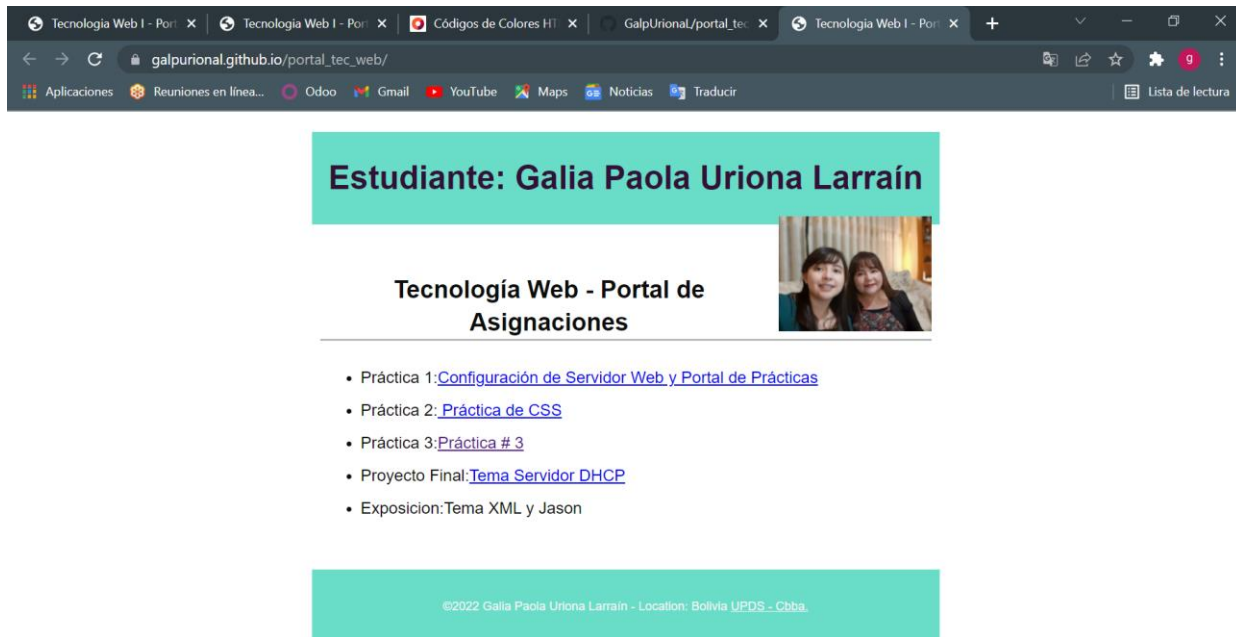 Tecnologia Web I - Port
Tecnologia Web I - Port
Códigos de Colores HT
GalpUrionaL/portal_tec
Tecnologia Web I - Port
galpurional.github.io/portal_tec_web/
g
Aplicaciones
Reuniones en línea...
Odoo
Gmail
YouTube
Maps
Noticias
Traducir
Lista de lectura
Estudiante: Galia Paola Uriona Larraín
Tecnología Web - Portal de
Asignaciones
• Práctica 1:Configuración de Servidor Web y Portal de Prácticas
• Práctica 2: Práctica de CSS
• Práctica 3:Práctica # 3
• Proyecto Final:Tema Servidor DHCP
• Exposicion:Tema XML y Jason
©2022 Galia Paola Uriona Larraín - Location: Bolivia UPDS - Cbba.